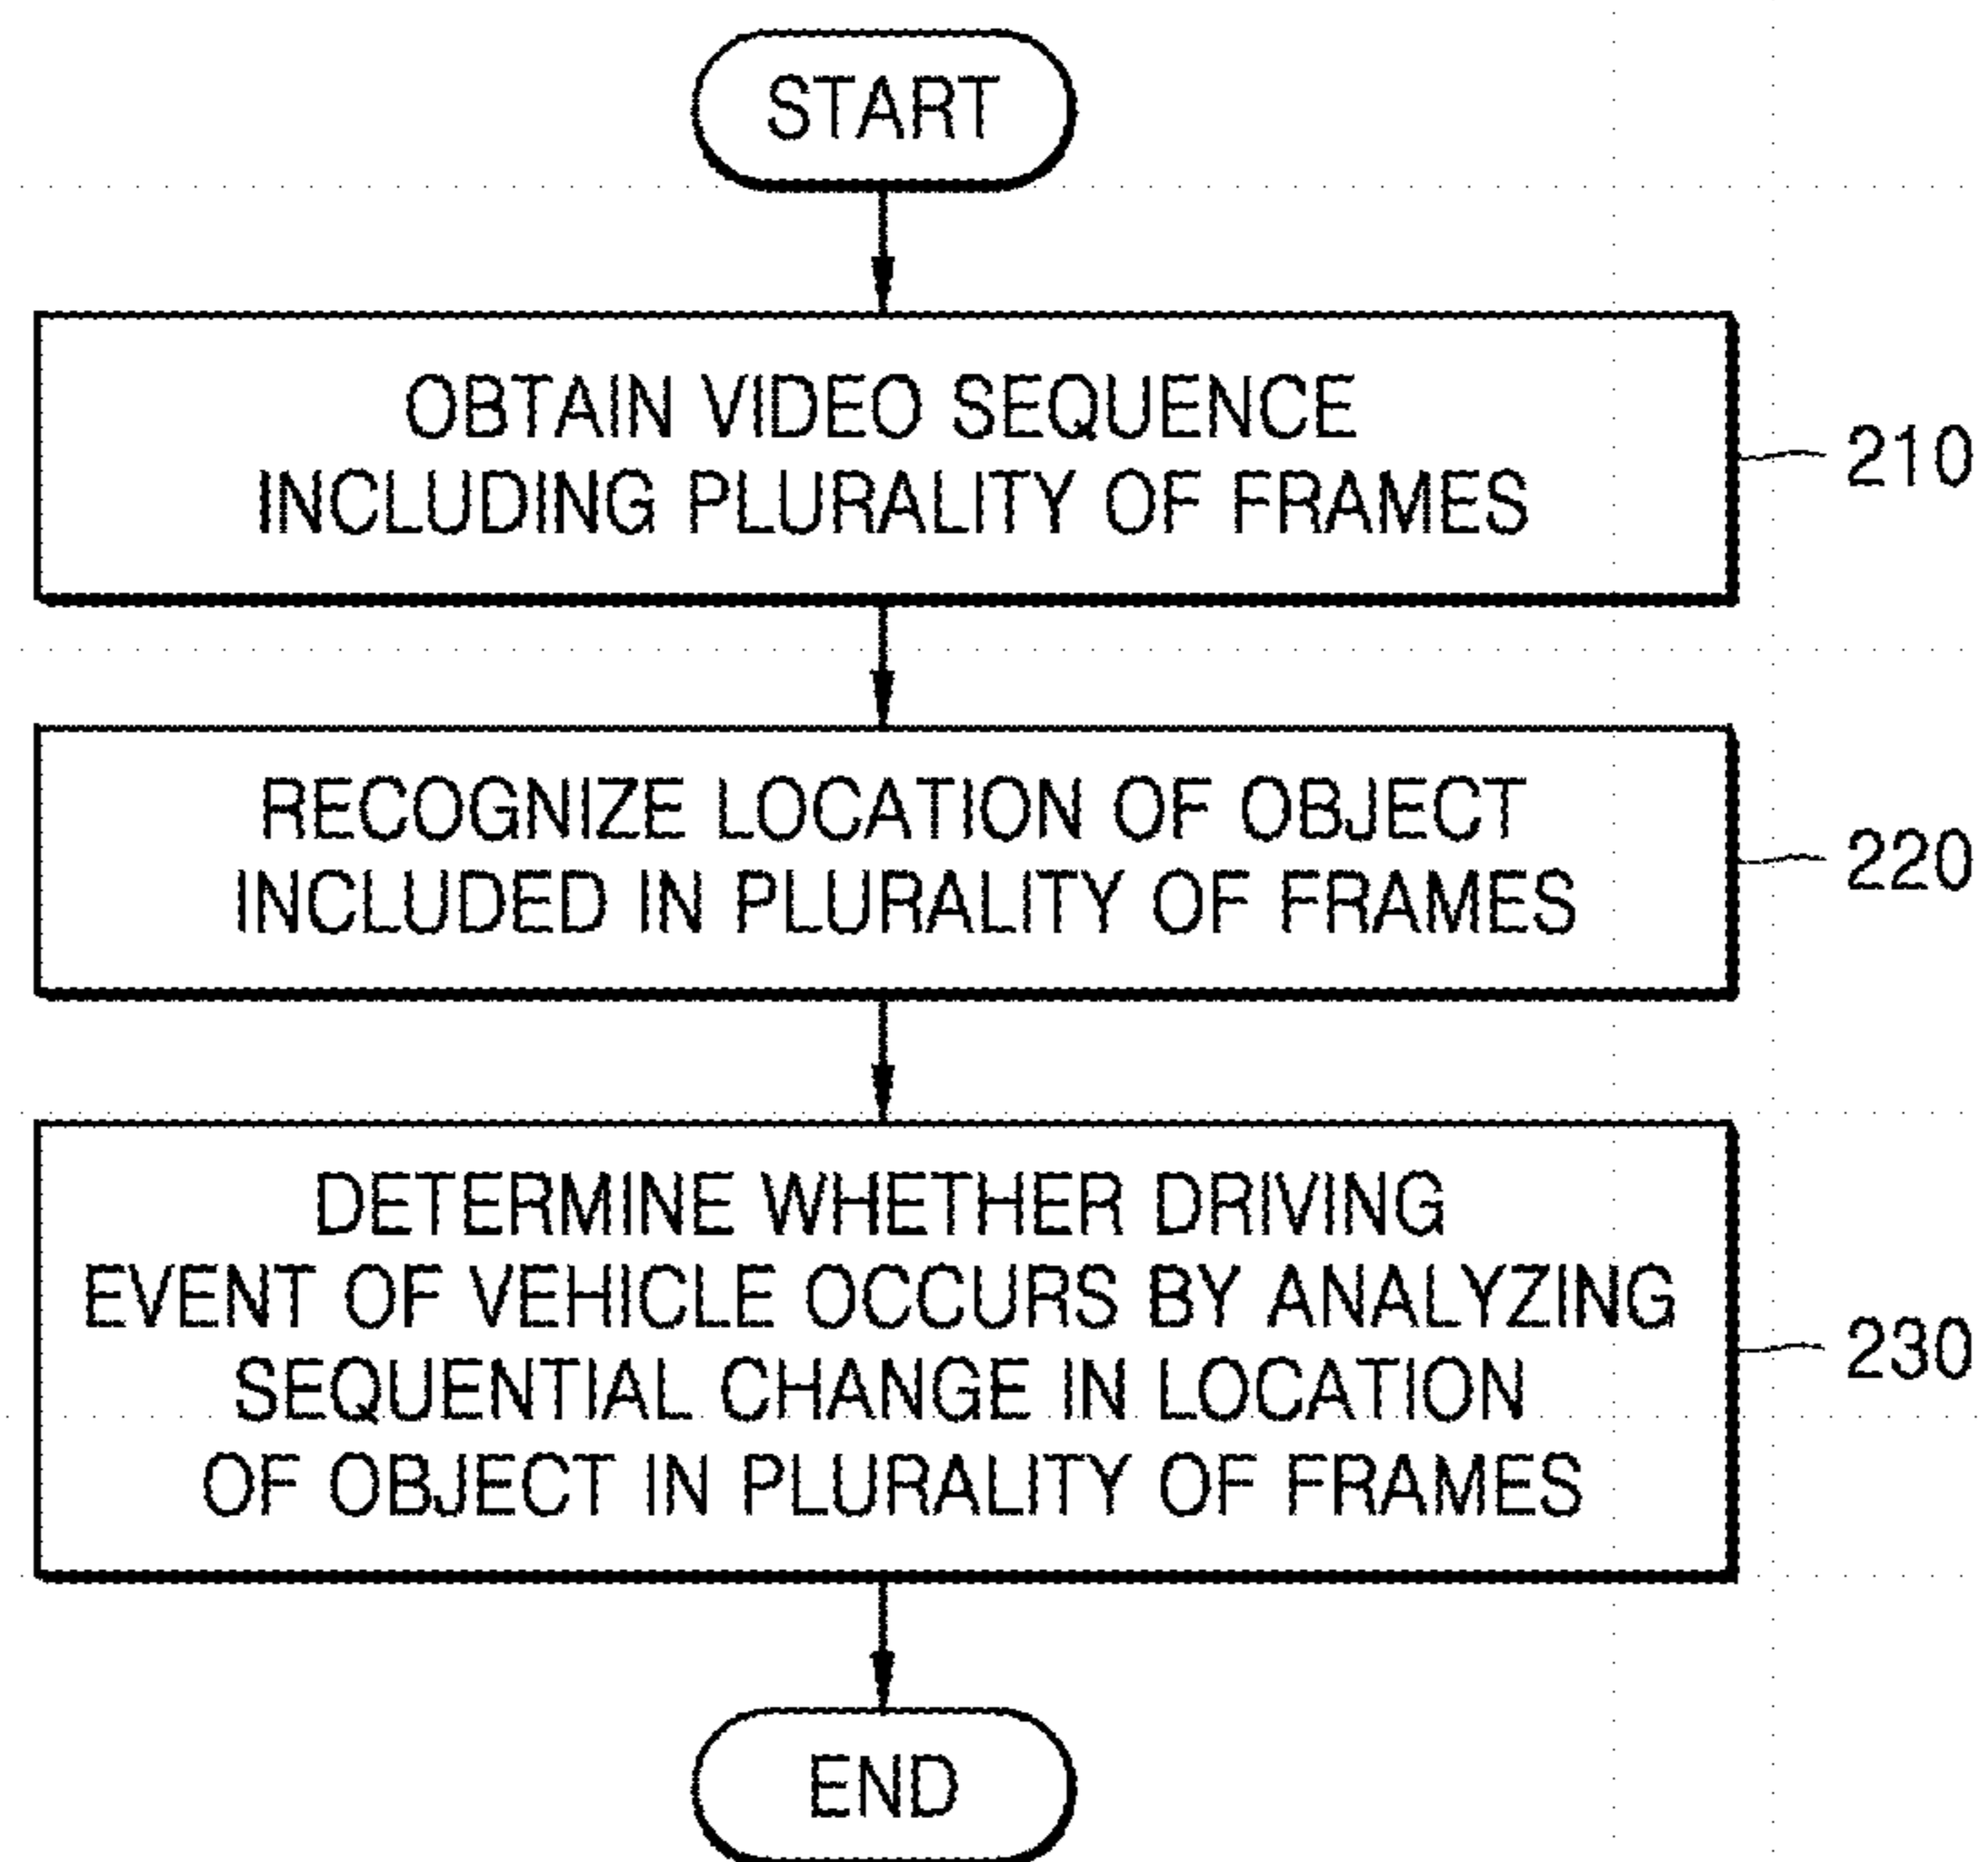 START
OBTAIN VIDEO SEQUENCE
INCLUDING PLURALITY OF FRAMES
210
RECOGNIZE LOCATION OF OBJECT
INCLUDED IN PLURALITY OF FRAMES
220
DETERMINE WHETHER DRIVING
EVENT OF VEHICLE OCCURS BY ANALYZING
SEQUENTIAL CHANGE IN LOCATION
OF OBJECT IN PLURALITY OF FRAMES
230
END